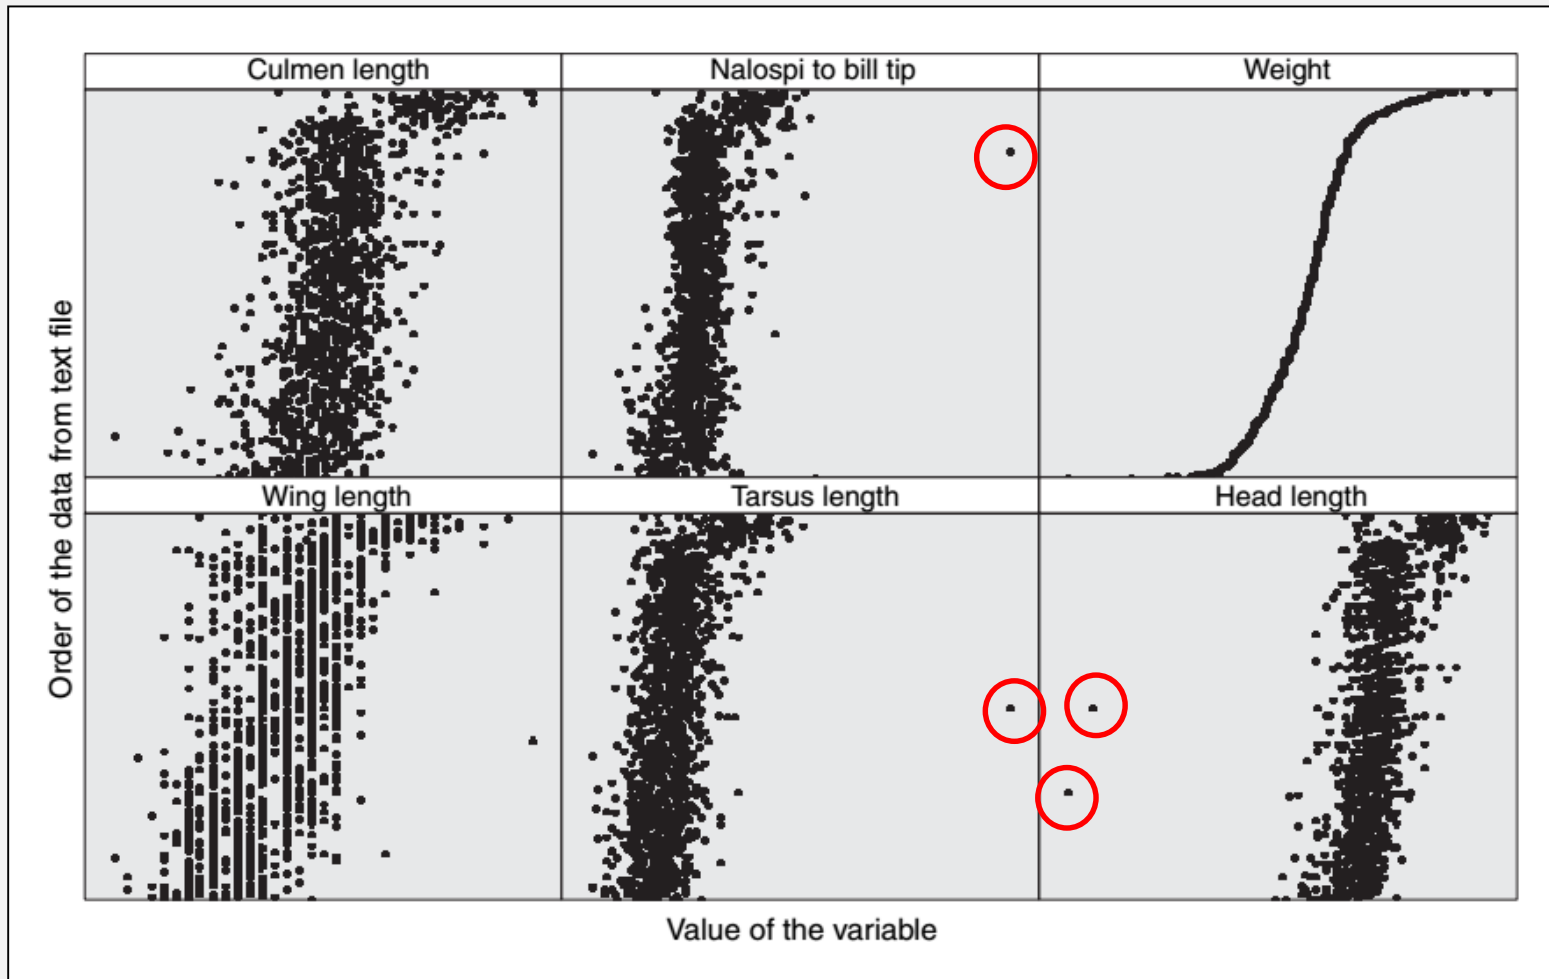 Culmen length
Nalospi to bill tip
Weight
Wing length
Tarsus length
Head length
Order of the data from text file
Value of the variable